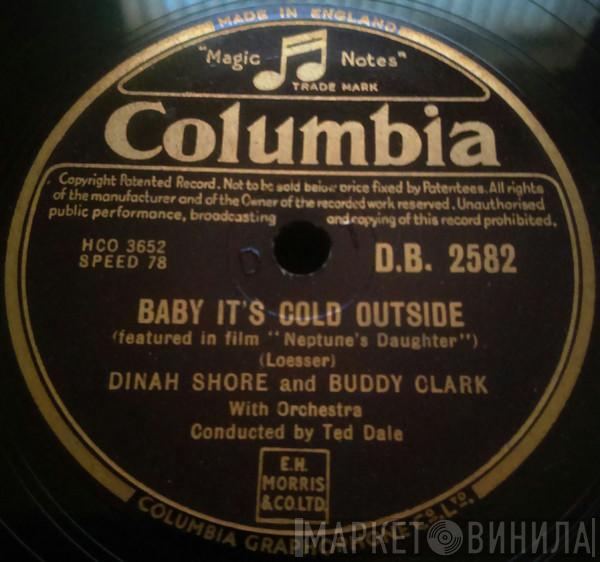 MADE IN ENGLAND
"Magic Notes"
TRADE MARK
Columbia
Copyright Patented Record. Not to be sold below price fixed by Patentees. All rights
of the manufacturer and of the Owner of the recorded work reserved. Unauthorised
public performance, broadcasting and copying of this record prohibited.
HCO 3652
SPEED 78
D.B. 2582
BABY IT'S COLD OUTSIDE
(featured in film "Neptune's Daughter")
(Loesser)
DINAH SHORE and BUDDY CLARK
With Orchestra
Conducted by Ted Dale
E.H.
MORRIS
& CO. LTD.
COLUMBIA GRAPHOPHONE CO. LTD.
МАРКЕТ ВИНИЛА